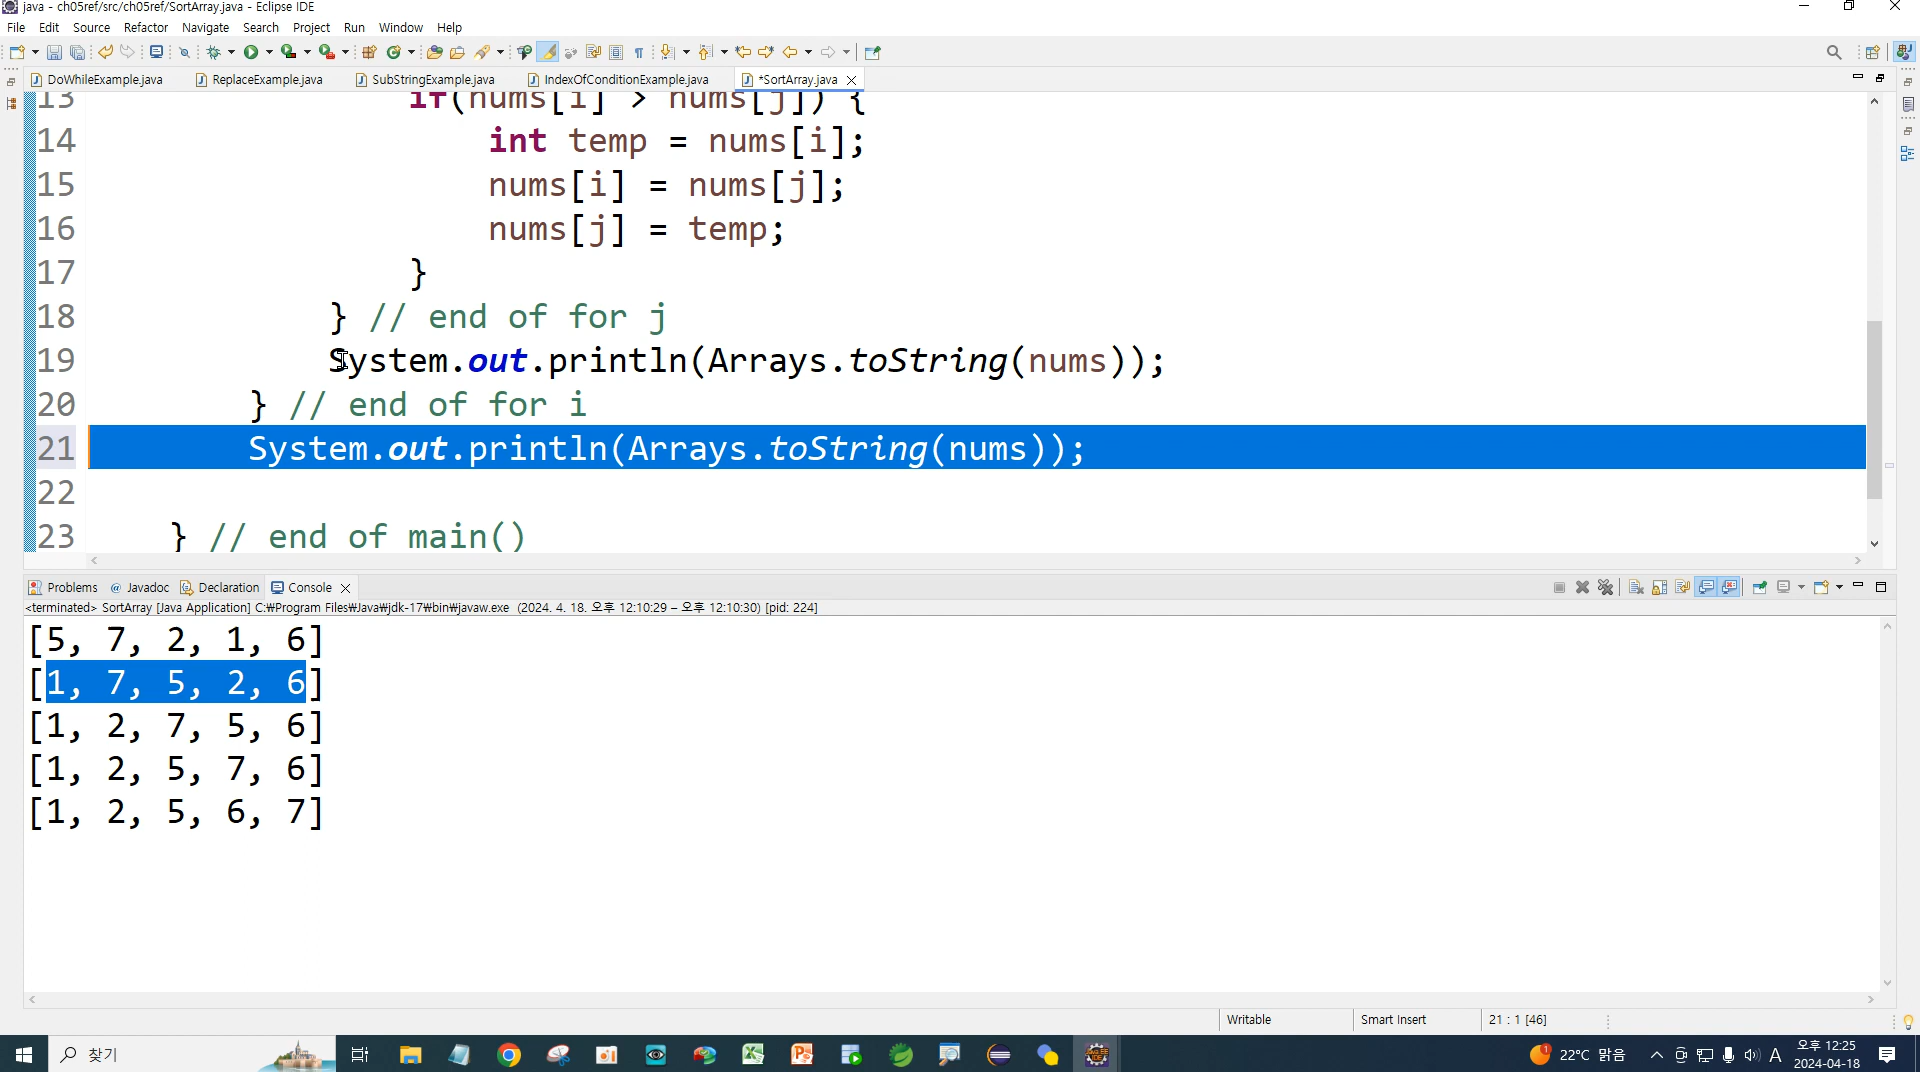 java - ch05ref/src/ch05ref/SortArray.java - Eclipse IDE
File Edit Source Refactor Navigate Search Project Run Window Help
DoWhileExample.java ReplaceExample.java SubStringExample.java IndexOfConditionExample.java *SortArray.java
13 if(nums[i] > nums[j]) {
14 int temp = nums[i];
15 nums[i] = nums[j];
16 nums[j] = temp;
17 }
18 } // end of for j
19 System.out.println(Arrays.toString(nums));
20 } // end of for i
21 System.out.println(Arrays.toString(nums));
22
23 } // end of main()
Problems Javadoc Declaration Console
<terminated> SortArray [Java Application] C:₩Program Files₩Java₩jdk-17₩bin₩javaw.exe (2024. 4. 18. 오후 12:10:29 – 오후 12:10:30) [pid: 224]
[5, 7, 2, 1, 6]
[1, 7, 5, 2, 6]
[1, 2, 7, 5, 6]
[1, 2, 5, 7, 6]
[1, 2, 5, 6, 7]
Writable Smart Insert 21 : 1 [46]
찾기
22℃ 맑음
A
오후 12:25
2024-04-18